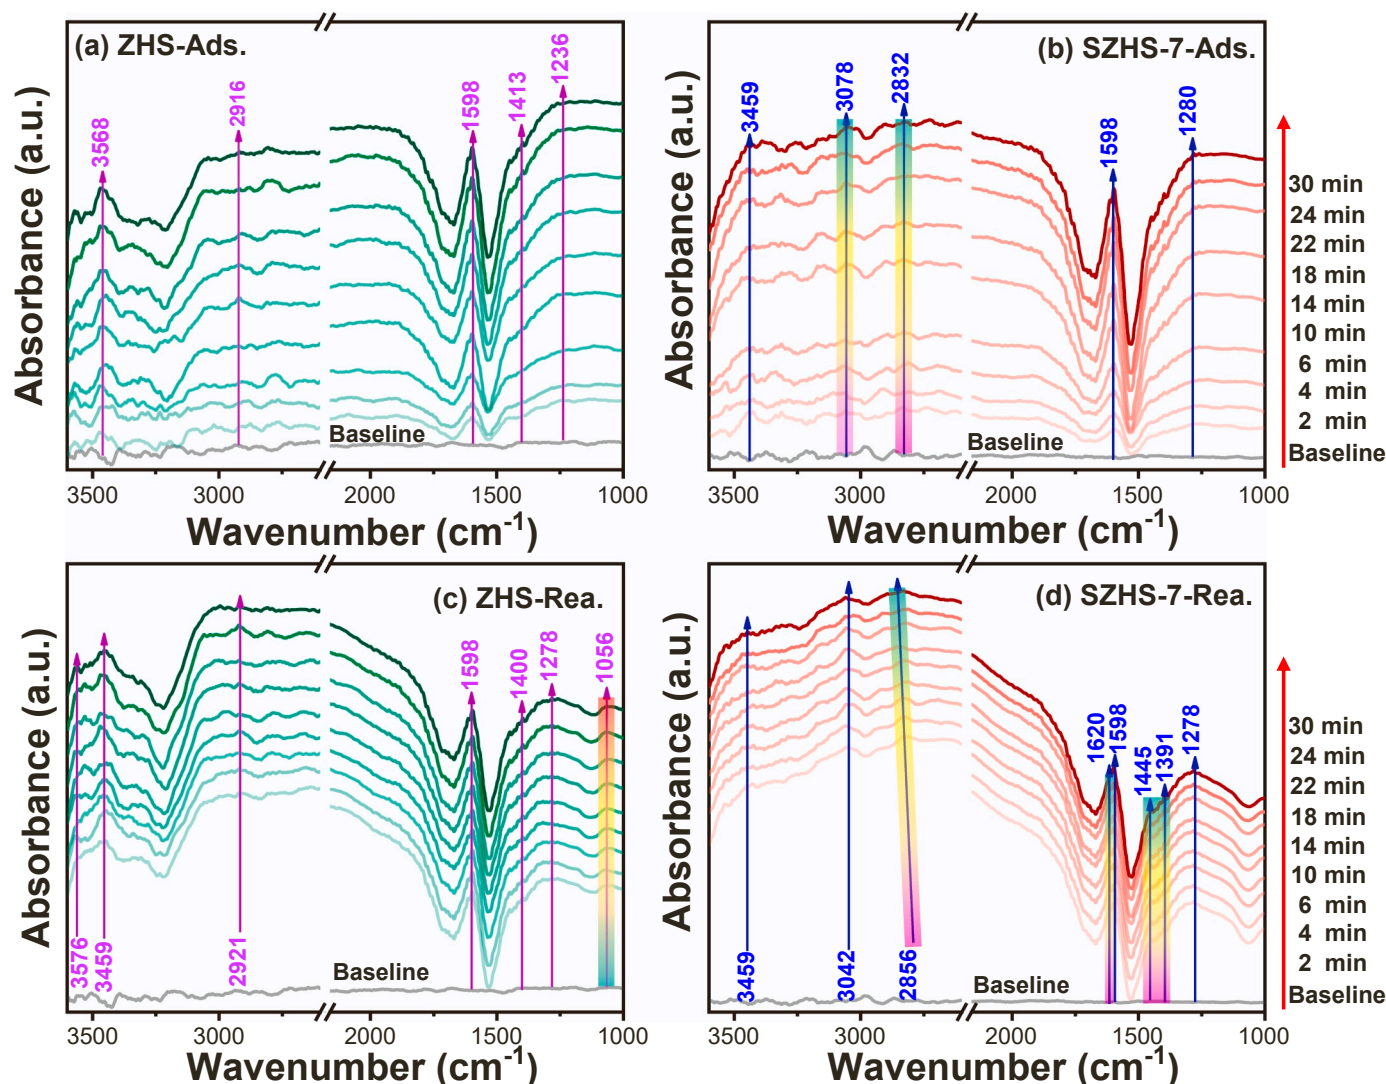 (a) ZHS-Ads.
3568
2916
1598
1413
1236
Baseline
Absorbance (a.u.)
3500
3000
2000
1500
1000
Wavenumber (cm-1)
(b) SZHS-7-Ads.
3459
3078
2832
1598
1280
Baseline
Absorbance (a.u.)
3500
3000
2000
1500
1000
Wavenumber (cm-1)
30 min
24 min
22 min
18 min
14 min
10 min
6 min
4 min
2 min
Baseline
(c) ZHS-Rea.
3576
3459
2921
1598
1400
1278
1056
Baseline
Absorbance (a.u.)
3500
3000
2000
1500
1000
Wavenumber (cm-1)
(d) SZHS-7-Rea.
3459
3042
2856
1620
1598
1445
1391
1278
Baseline
Absorbance (a.u.)
3500
3000
2000
1500
1000
Wavenumber (cm-1)
30 min
24 min
22 min
18 min
14 min
10 min
6 min
4 min
2 min
Baseline